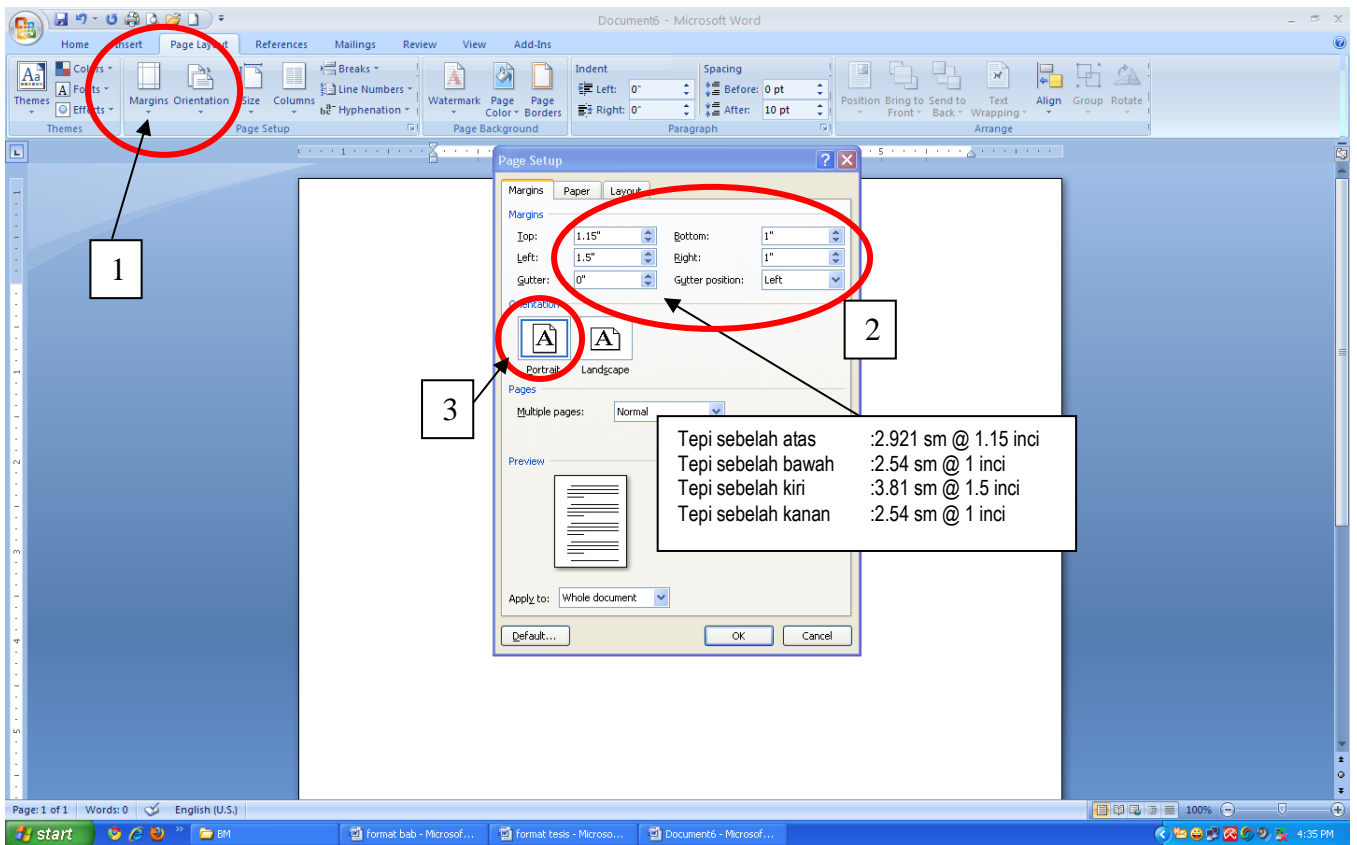 Document6 - Microsoft Word
Home Insert Page Layout References Mailings Review View Add-Ins
Colors Breaks Indent Spacing
Fonts Line Numbers Left: 0" Before: 0 pt
Themes Effects Margins Orientation Size Columns Hyphenation Watermark Page Color Page Borders Right: 0" After: 10 pt Position Bring to Front Send to Back Text Wrapping Align Group Rotate
Themes Page Setup Page Background Paragraph Arrange
Page Setup
Margins Paper Layout
Margins
Top: 1.15" Bottom: 1"
Left: 1.5" Right: 1"
Gutter: 0" Gutter position: Left
Orientation
A A
Portrait Landscape
Pages
Multiple pages: Normal
Preview
Apply to: Whole document
Default... OK Cancel
1
2
3
Tepi sebelah atas :2.921 sm @ 1.15 inci
Tepi sebelah bawah :2.54 sm @ 1 inci
Tepi sebelah kiri :3.81 sm @ 1.5 inci
Tepi sebelah kanan :2.54 sm @ 1 inci
Page: 1 of 1 Words: 0 English (U.S.) 100%
start BM format bab - Microsof... format tesis - Microso... Document6 - Microsof... 4:35 PM